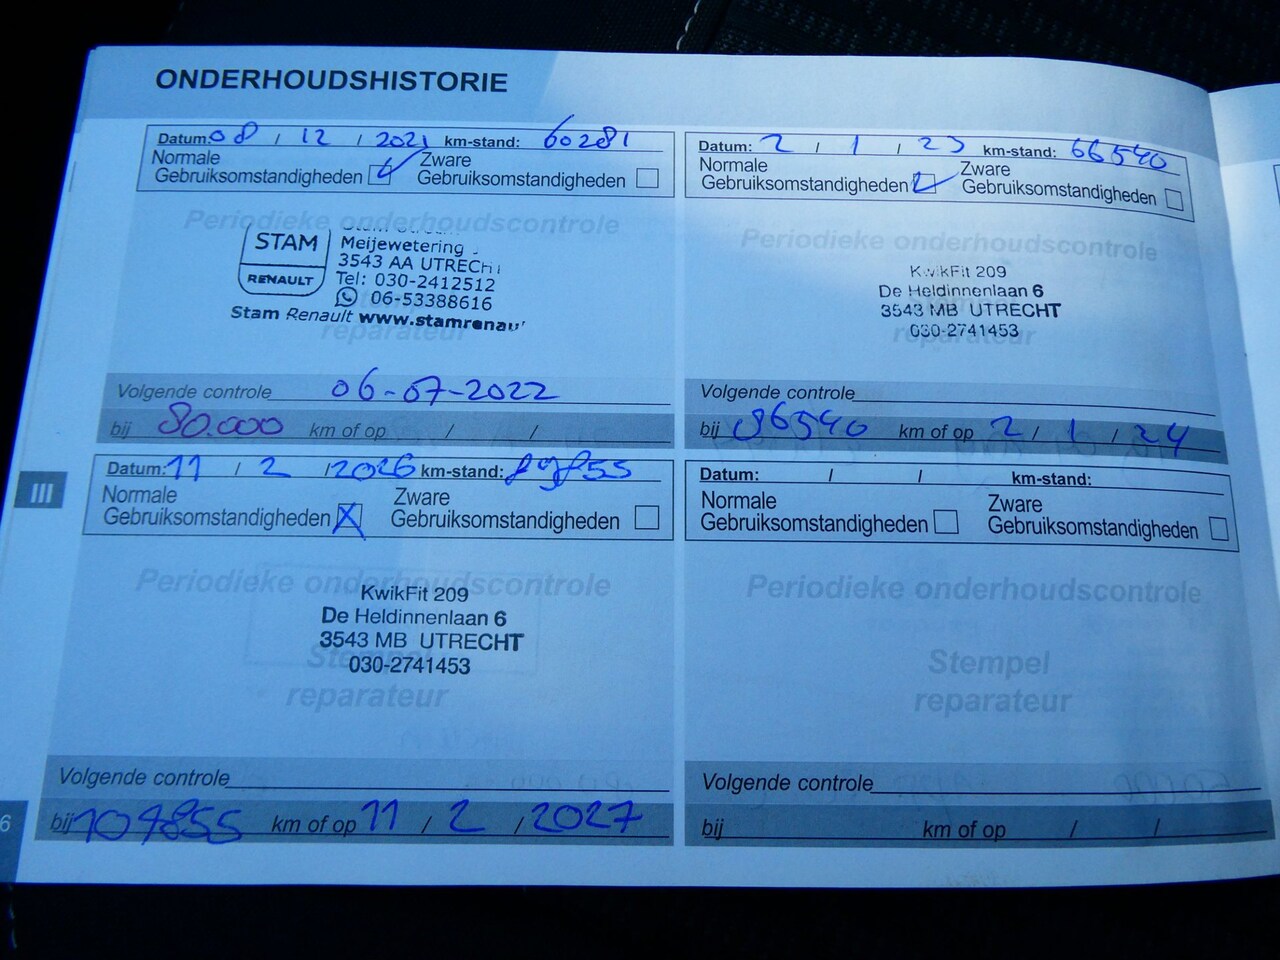 ONDERHOUDSHISTORIE
Datum: 08 / 12 / 2021 km-stand: 60281
Normale Gebruiksomstandigheden Zware Gebruiksomstandigheden
Periodieke onderhoudscontrole
STAM
RENAULT
Meijewetering
3543 AA UTRECHT
Tel: 030-2412512
06-53388616
Stam Renault www.stamrenau
reparateur
Volgende controle 06-07-2022
bij 80.000 km of op / /
Datum: 2 / 1 / 23 km-stand: 66540
Normale Gebruiksomstandigheden Zware Gebruiksomstandigheden
Periodieke onderhoudscontrole
KwikFit 209
De Heldinnenlaan 6
3543 MB UTRECHT
030-2741453
reparateur
Volgende controle
bij 86540 km of op 2 / 1 / 24
III
Datum: 11 / 2 / 2026 km-stand:
Normale Gebruiksomstandigheden X Zware Gebruiksomstandigheden
Periodieke onderhoudscontrole
KwikFit 209
De Heldinnenlaan 6
3543 MB UTRECHT
030-2741453
Stempel
reparateur
Volgende controle
bij km of op 11 / 2 / 2027
Datum: / / km-stand:
Normale Gebruiksomstandigheden Zware Gebruiksomstandigheden
Periodieke onderhoudscontrole
Stempel
reparateur
Volgende controle
bij km of op / /
6